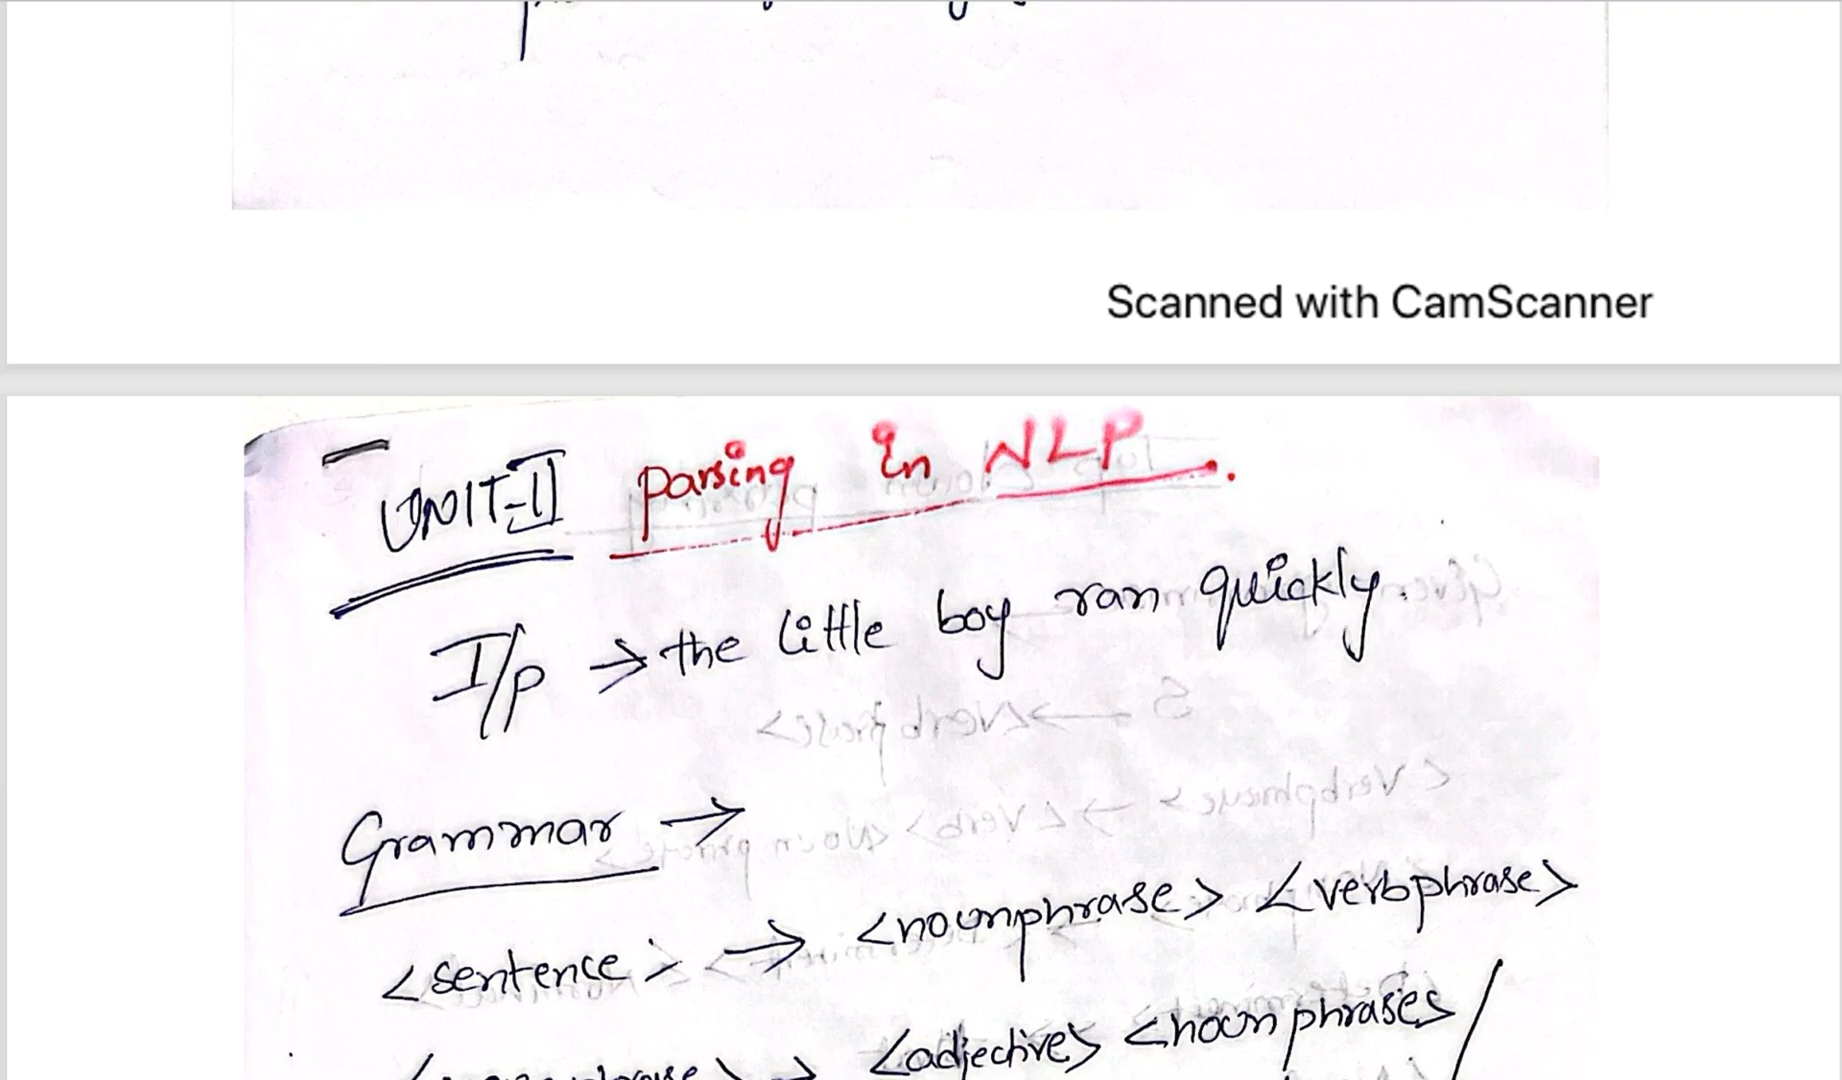 Scanned with CamScanner
UNIT-II Parsing in NLP.
I/p → the little boy ran quickly.
Grammar →
<sentence> → <nounphrase> <verbphrase>
<adjective> <noun phrases /